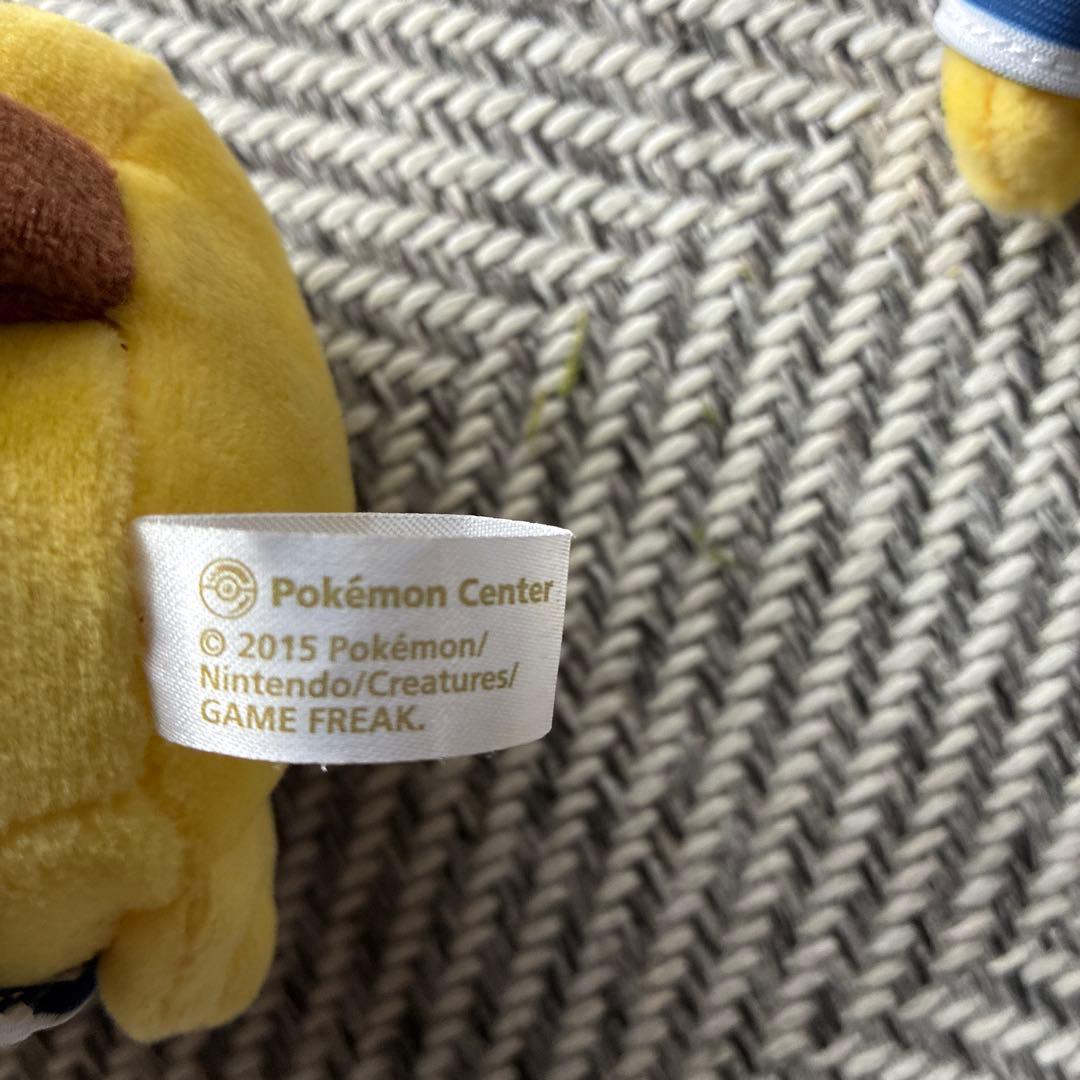 Pokémon Center
© 2015 Pokémon/
Nintendo/Creatures/
GAME FREAK.